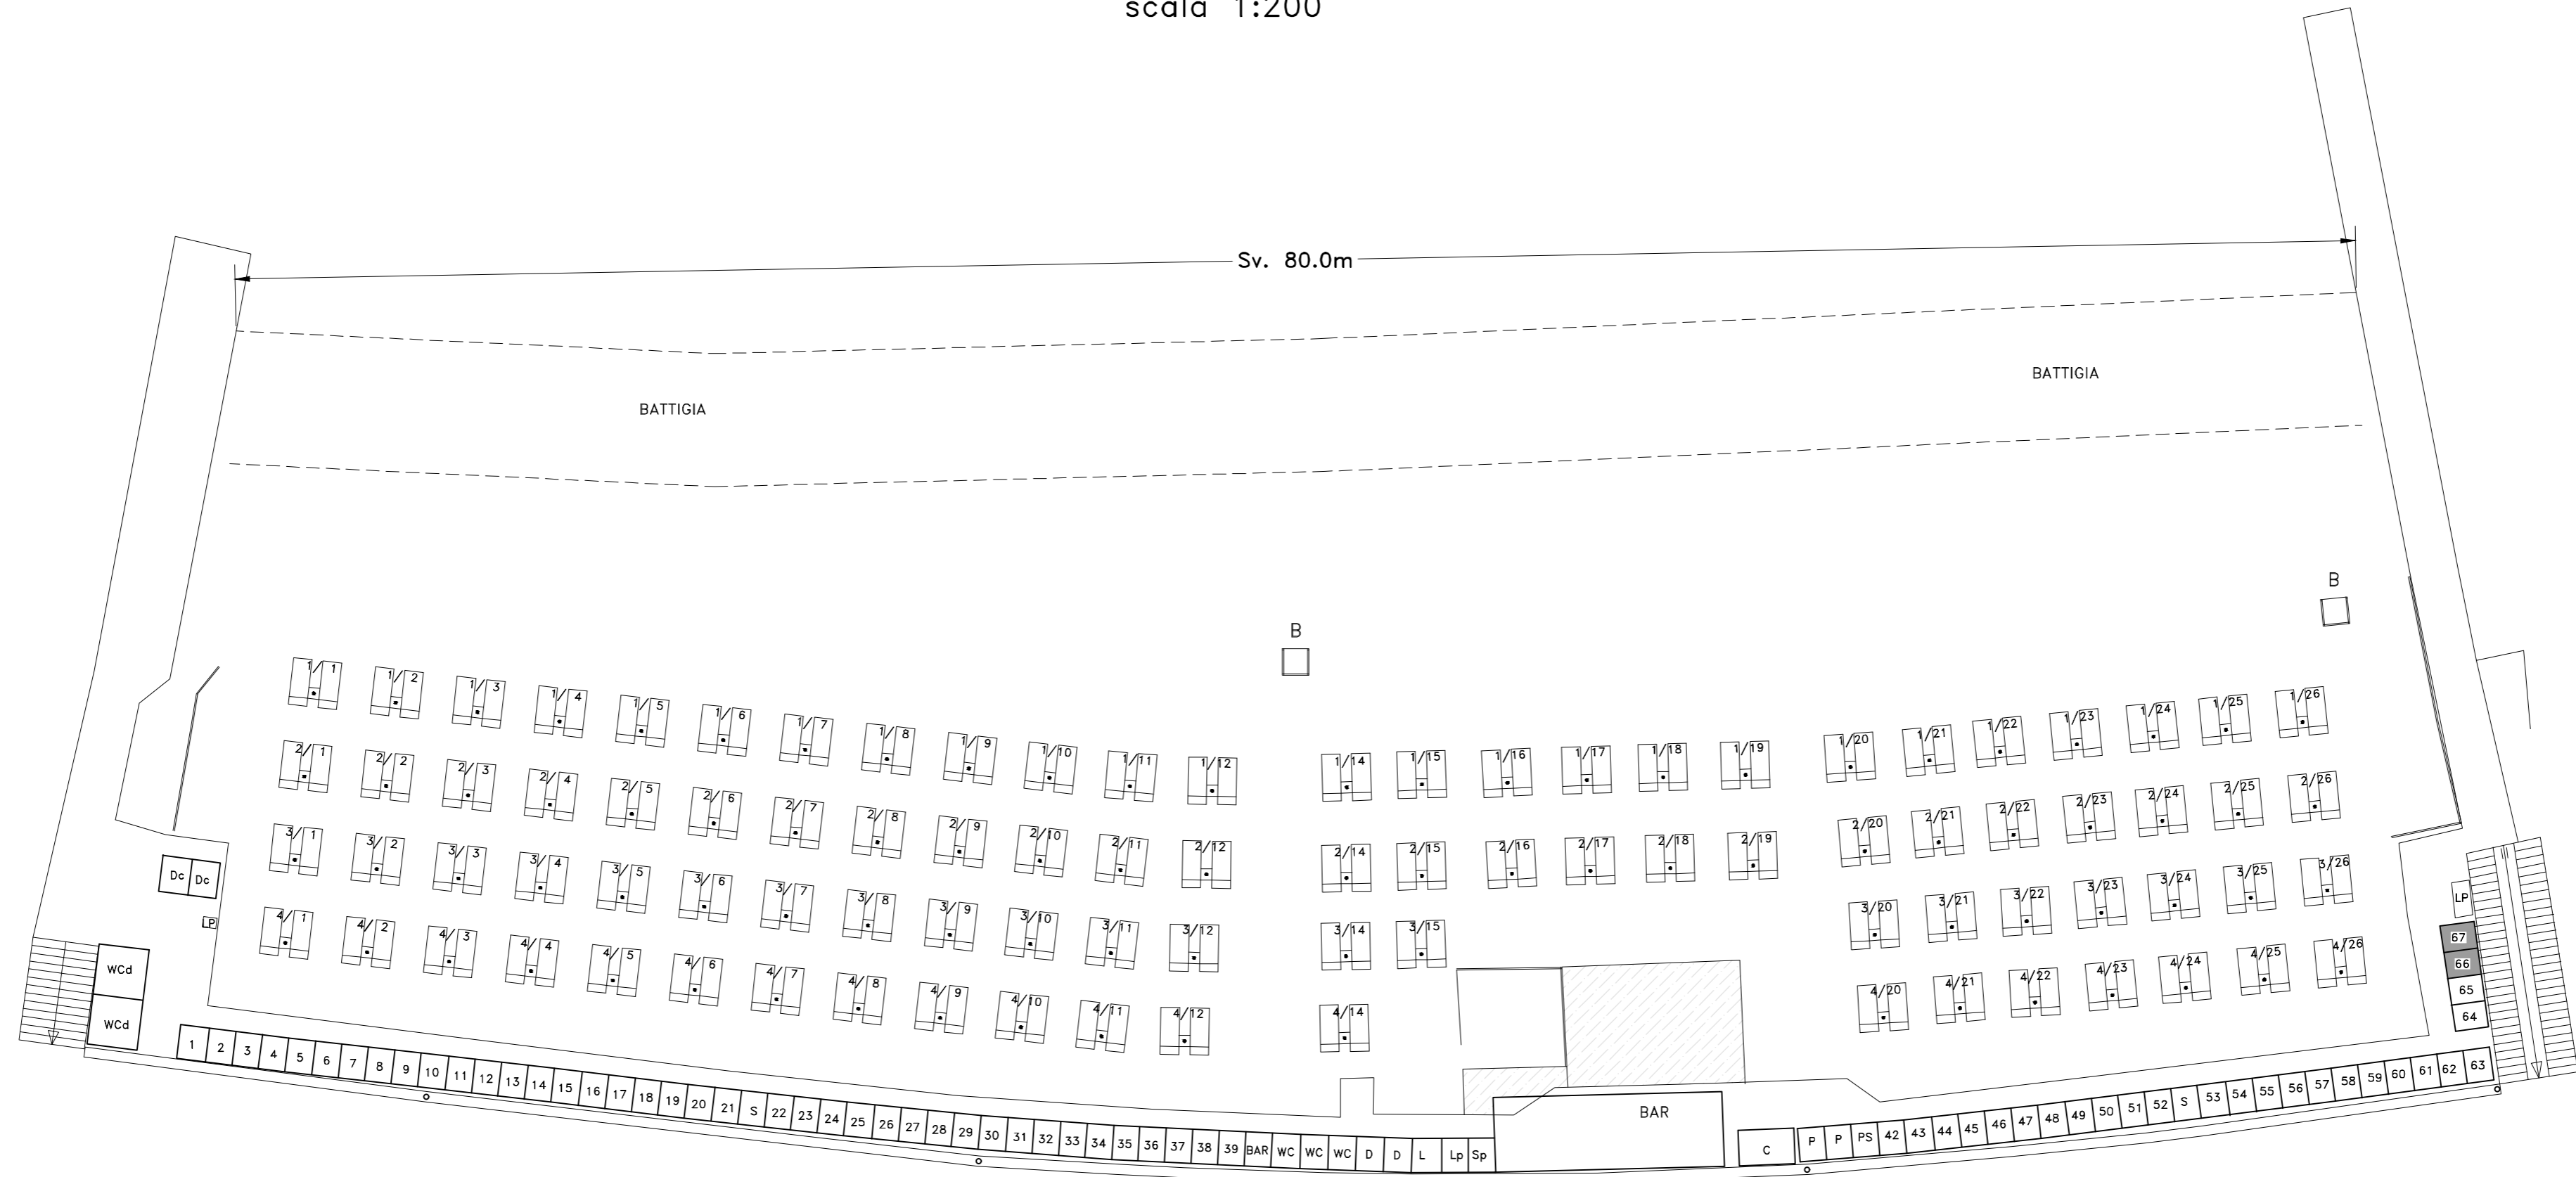 scala 1:200
Sv. 80.0m
BATTIGIA
BATTIGIA
B
B
1/1 1/2 1/3 1/4 1/5 1/6 1/7 1/8 1/9 1/10 1/11 1/12 1/14 1/15 1/16 1/17 1/18 1/19 1/20 1/21 1/22 1/23 1/24 1/25 1/26
2/1 2/2 2/3 2/4 2/5 2/6 2/7 2/8 2/9 2/10 2/11 2/12 2/14 2/15 2/16 2/17 2/18 2/19 2/20 2/21 2/22 2/23 2/24 2/25 2/26
3/1 3/2 3/3 3/4 3/5 3/6 3/7 3/8 3/9 3/10 3/11 3/12 3/14 3/15 3/20 3/21 3/22 3/23 3/24 3/25 3/26
4/1 4/2 4/3 4/4 4/5 4/6 4/7 4/8 4/9 4/10 4/11 4/12 4/14 4/20 4/21 4/22 4/23 4/24 4/25 4/26
Dc Dc
LP
WCd
WCd
LP
67
66
65
64
1 2 3 4 5 6 7 8 9 10 11 12 13 14 15 16 17 18 19 20 21 S 22 23 24 25 26 27 28 29 30 31 32 33 34 35 36 37 38 39 BAR WC WC WC D D L Lp Sp
BAR
C
P P PS 42 43 44 45 46 47 48 49 50 51 52 S 53 54 55 56 57 58 59 60 61 62 63